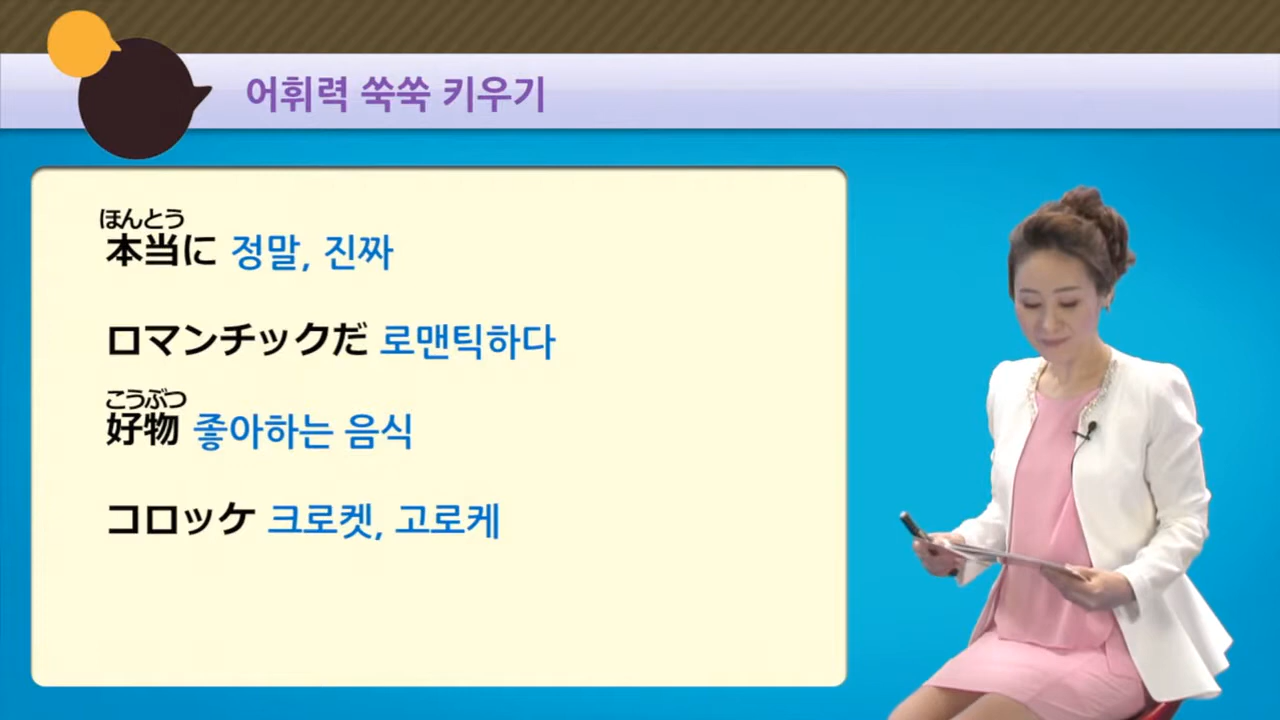 어휘력 쑥쑥 키우기
ほんとう
本当に 정말, 진짜
ロマンチックだ 로맨틱하다
こうぶつ
好物 좋아하는 음식
コロッケ 크로켓, 고로케